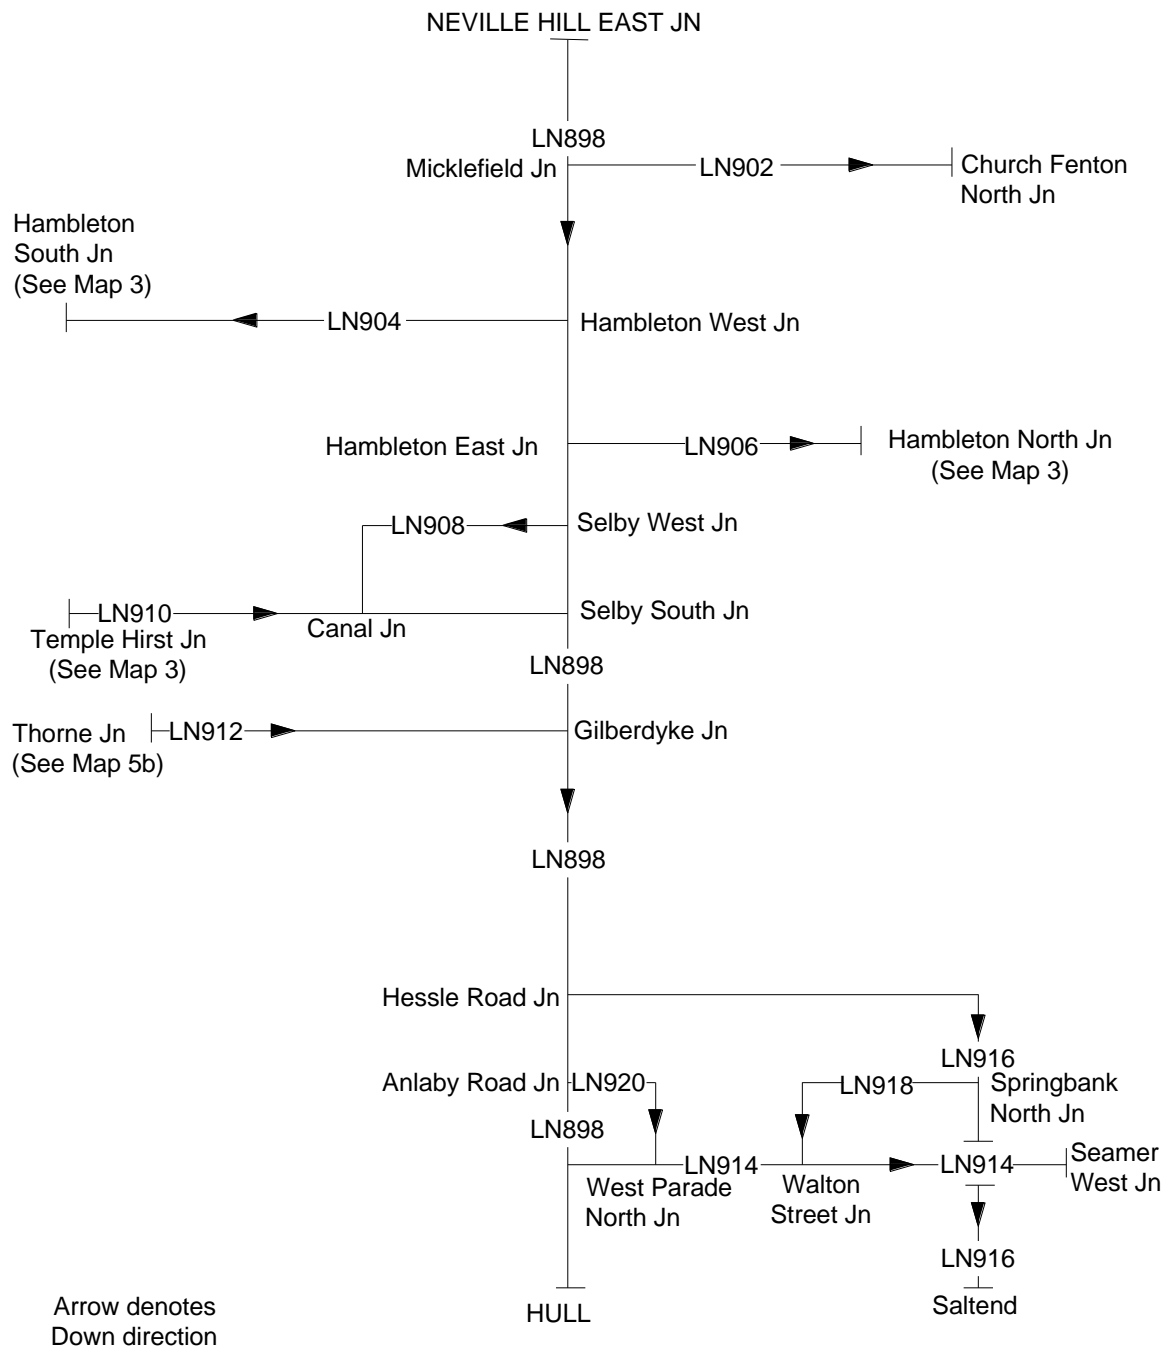 NEVILLE HILL EAST JN
LN898
Micklefield Jn
LN902
Church Fenton
North Jn
Hambleton
South Jn
(See Map 3)
LN904
Hambleton West Jn
Hambleton East Jn
LN906
Hambleton North Jn
(See Map 3)
LN908
Selby West Jn
LN910
Temple Hirst Jn
(See Map 3)
Canal Jn
Selby South Jn
LN898
Thorne Jn
(See Map 5b)
LN912
Gilberdyke Jn
LN898
Hessle Road Jn
LN916
Anlaby Road Jn
LN920
LN918
Springbank
North Jn
LN898
LN914
LN914
Seamer
West Jn
West Parade
North Jn
Walton
Street Jn
LN916
Saltend
HULL
Arrow denotes
Down direction